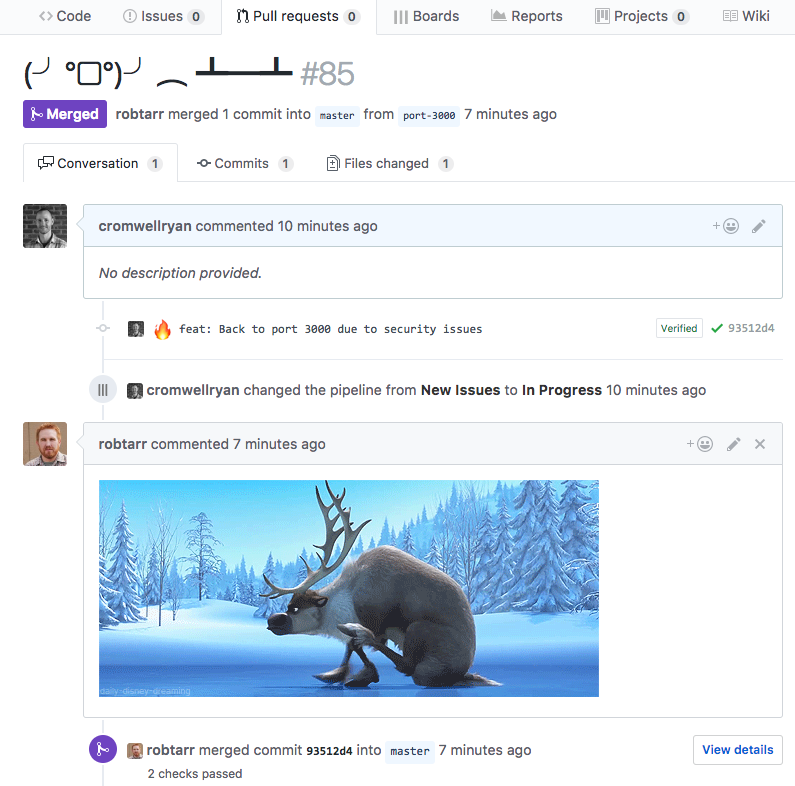 Code Issues 0 Pull requests 0 Boards Reports Projects 0 Wiki
(╯°□°)╯︵ ┻━┻ #85
Merged robtarr merged 1 commit into master from port-3000 7 minutes ago
Conversation 1 Commits 1 Files changed 1
cromwellryan commented 10 minutes ago
No description provided.
🔥 feat: Back to port 3000 due to security issues Verified 93512d4
cromwellryan changed the pipeline from New Issues to In Progress 10 minutes ago
robtarr commented 7 minutes ago
daily-disney-dreaming
robtarr merged commit 93512d4 into master 7 minutes ago View details
2 checks passed